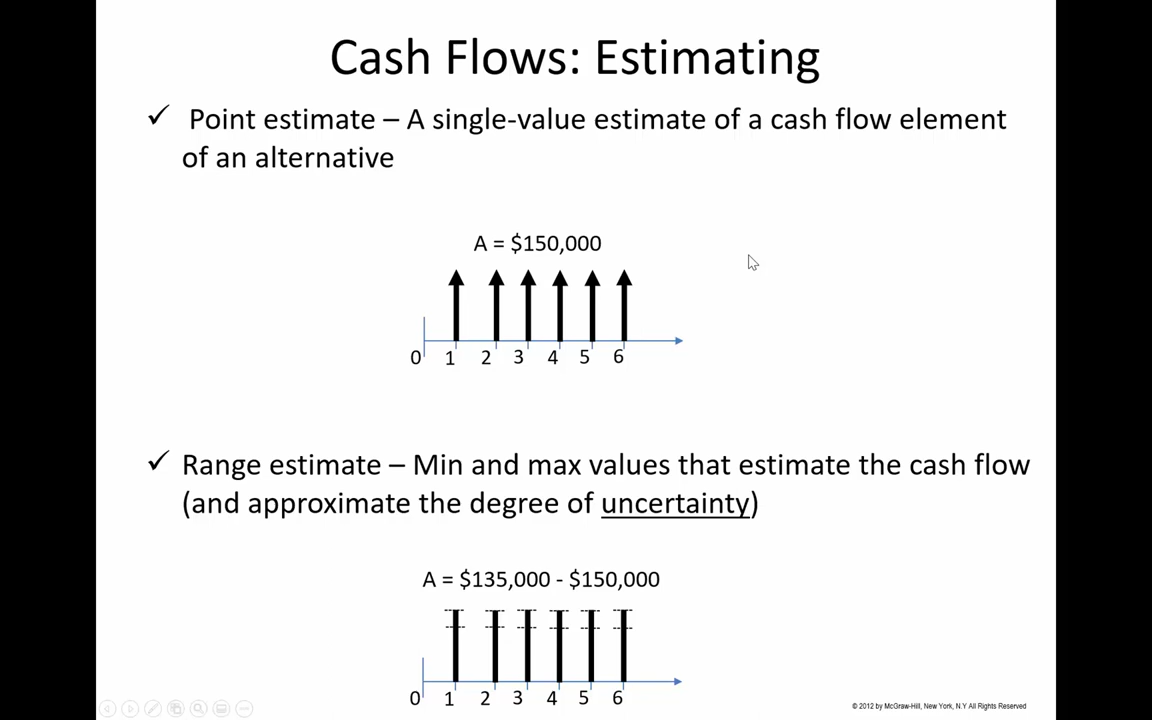 Cash Flows: Estimating
✓ Point estimate – A single-value estimate of a cash flow element
of an alternative
A = $150,000
0 1 2 3 4 5 6
✓ Range estimate – Min and max values that estimate the cash flow
(and approximate the degree of uncertainty)
A = $135,000 - $150,000
0 1 2 3 4 5 6
© 2012 by McGraw-Hill, New York, N.Y All Rights Reserved